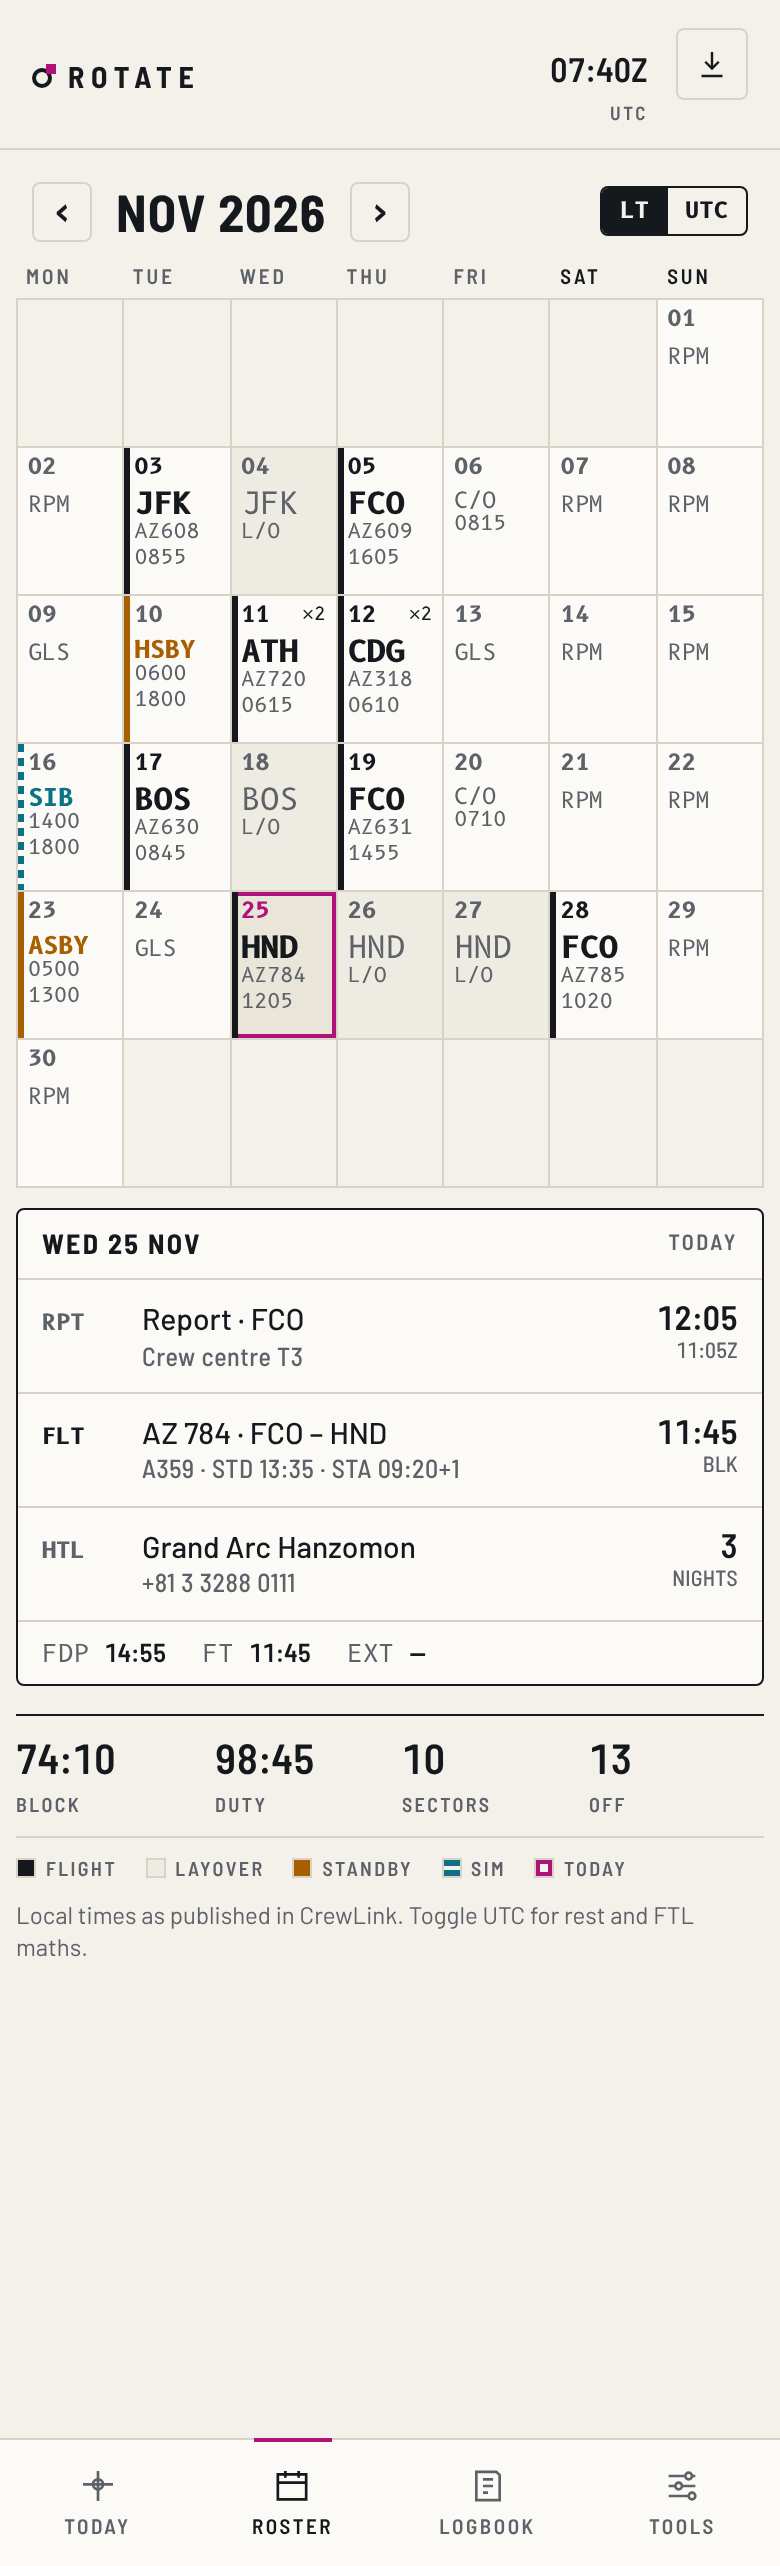 ROTATE
07:40Z
UTC
‹ NOV 2026 › LT UTC
MON TUE WED THU FRI SAT SUN
01
RPM
02
RPM
03
JFK
AZ608
0855
04
JFK
L/O
05
FCO
AZ609
1605
06
C/O
0815
07
RPM
08
RPM
09
GLS
10
HSBY
0600
1800
11 ×2
ATH
AZ720
0615
12 ×2
CDG
AZ318
0610
13
GLS
14
RPM
15
RPM
16
SIB
1400
1800
17
BOS
AZ630
0845
18
BOS
L/O
19
FCO
AZ631
1455
20
C/O
0710
21
RPM
22
RPM
23
ASBY
0500
1300
24
GLS
25
HND
AZ784
1205
26
HND
L/O
27
HND
L/O
28
FCO
AZ785
1020
29
RPM
30
RPM
WED 25 NOV TODAY
RPT Report · FCO 12:05
Crew centre T3 11:05Z
FLT AZ 784 · FCO – HND 11:45
A359 · STD 13:35 · STA 09:20+1 BLK
HTL Grand Arc Hanzomon 3
+81 3 3288 0111 NIGHTS
FDP 14:55 FT 11:45 EXT –
74:10 98:45 10 13
BLOCK DUTY SECTORS OFF
FLIGHT LAYOVER STANDBY SIM TODAY
Local times as published in CrewLink. Toggle UTC for rest and FTL
maths.
TODAY ROSTER LOGBOOK TOOLS